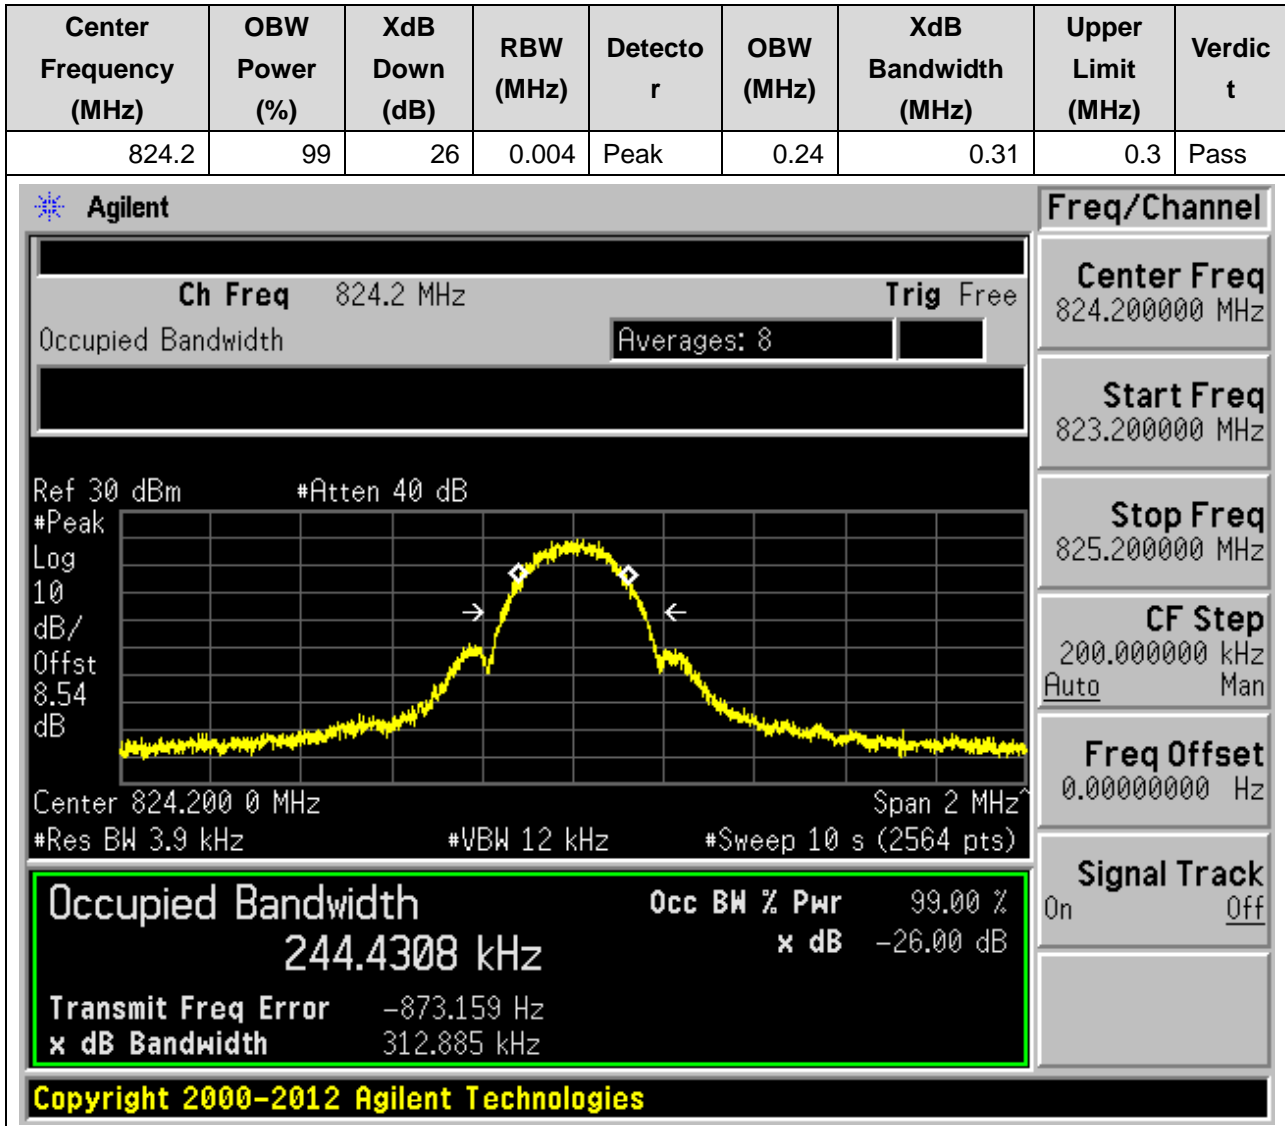 Center Frequency (MHz) OBW Power (%) XdB Down (dB) RBW (MHz) Detector OBW (MHz) XdB Bandwidth (MHz) Upper Limit (MHz) Verdict
824.2 99 26 0.004 Peak 0.24 0.31 0.3 Pass
Agilent
Freq/Channel
Ch Freq 824.2 MHz Trig Free
Occupied Bandwidth Averages: 8
Center Freq
824.200000 MHz
Start Freq
823.200000 MHz
Stop Freq
825.200000 MHz
CF Step
200.000000 kHz
Auto Man
Freq Offset
0.00000000 Hz
Signal Track
On Off
Ref 30 dBm #Atten 40 dB
#Peak
Log
10
dB/
Offst
8.54
dB
Center 824.200 0 MHz Span 2 MHz^
#Res BW 3.9 kHz #VBW 12 kHz #Sweep 10 s (2564 pts)
Occupied Bandwidth Occ BW % Pwr 99.00 %
244.4308 kHz x dB -26.00 dB
Transmit Freq Error -873.159 Hz
x dB Bandwidth 312.885 kHz
Copyright 2000-2012 Agilent Technologies